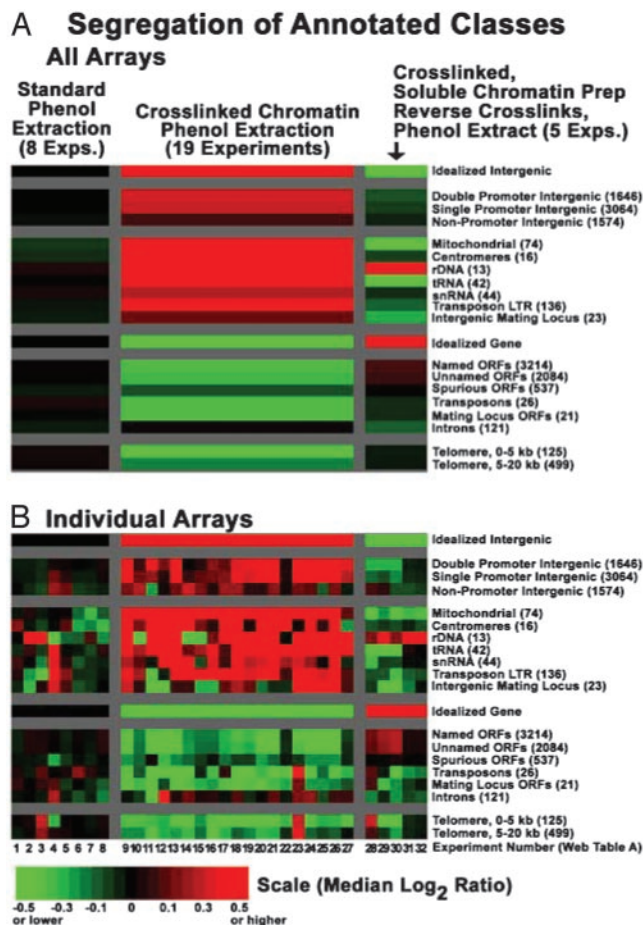 A Segregation of Annotated Classes
All Arrays
Standard
Phenol
Extraction
(8 Exps.)
Crosslinked Chromatin
Phenol Extraction
(19 Experiments)
Crosslinked,
Soluble Chromatin Prep
Reverse Crosslinks,
Phenol Extract (5 Exps.)
Idealized Intergenic
Double Promoter Intergenic (1646)
Single Promoter Intergenic (3064)
Non-Promoter Intergenic (1574)
Mitochondrial (74)
Centromeres (16)
rDNA (13)
tRNA (42)
snRNA (44)
Transposon LTR (136)
Intergenic Mating Locus (23)
Idealized Gene
Named ORFs (3214)
Unnamed ORFs (2084)
Spurious ORFs (537)
Transposons (26)
Mating Locus ORFs (21)
Introns (121)
Telomere, 0-5 kb (125)
Telomere, 5-20 kb (499)
B Individual Arrays
Idealized Intergenic
Double Promoter Intergenic (1646)
Single Promoter Intergenic (3064)
Non-Promoter Intergenic (1574)
Mitochondrial (74)
Centromeres (16)
rDNA (13)
tRNA (42)
snRNA (44)
Transposon LTR (136)
Intergenic Mating Locus (23)
Idealized Gene
Named ORFs (3214)
Unnamed ORFs (2084)
Spurious ORFs (537)
Transposons (26)
Mating Locus ORFs (21)
Introns (121)
Telomere, 0-5 kb (125)
Telomere, 5-20 kb (499)
1 2 3 4 5 6 7 8 9 10 11 12 13 14 15 16 17 18 19 20 21 22 23 24 25 26 27 28 29 30 31 32 Experiment Number (Web Table A)
Scale (Median Log2 Ratio)
-0.5 -0.3 -0.1 0 0.1 0.3 0.5
or lower or higher